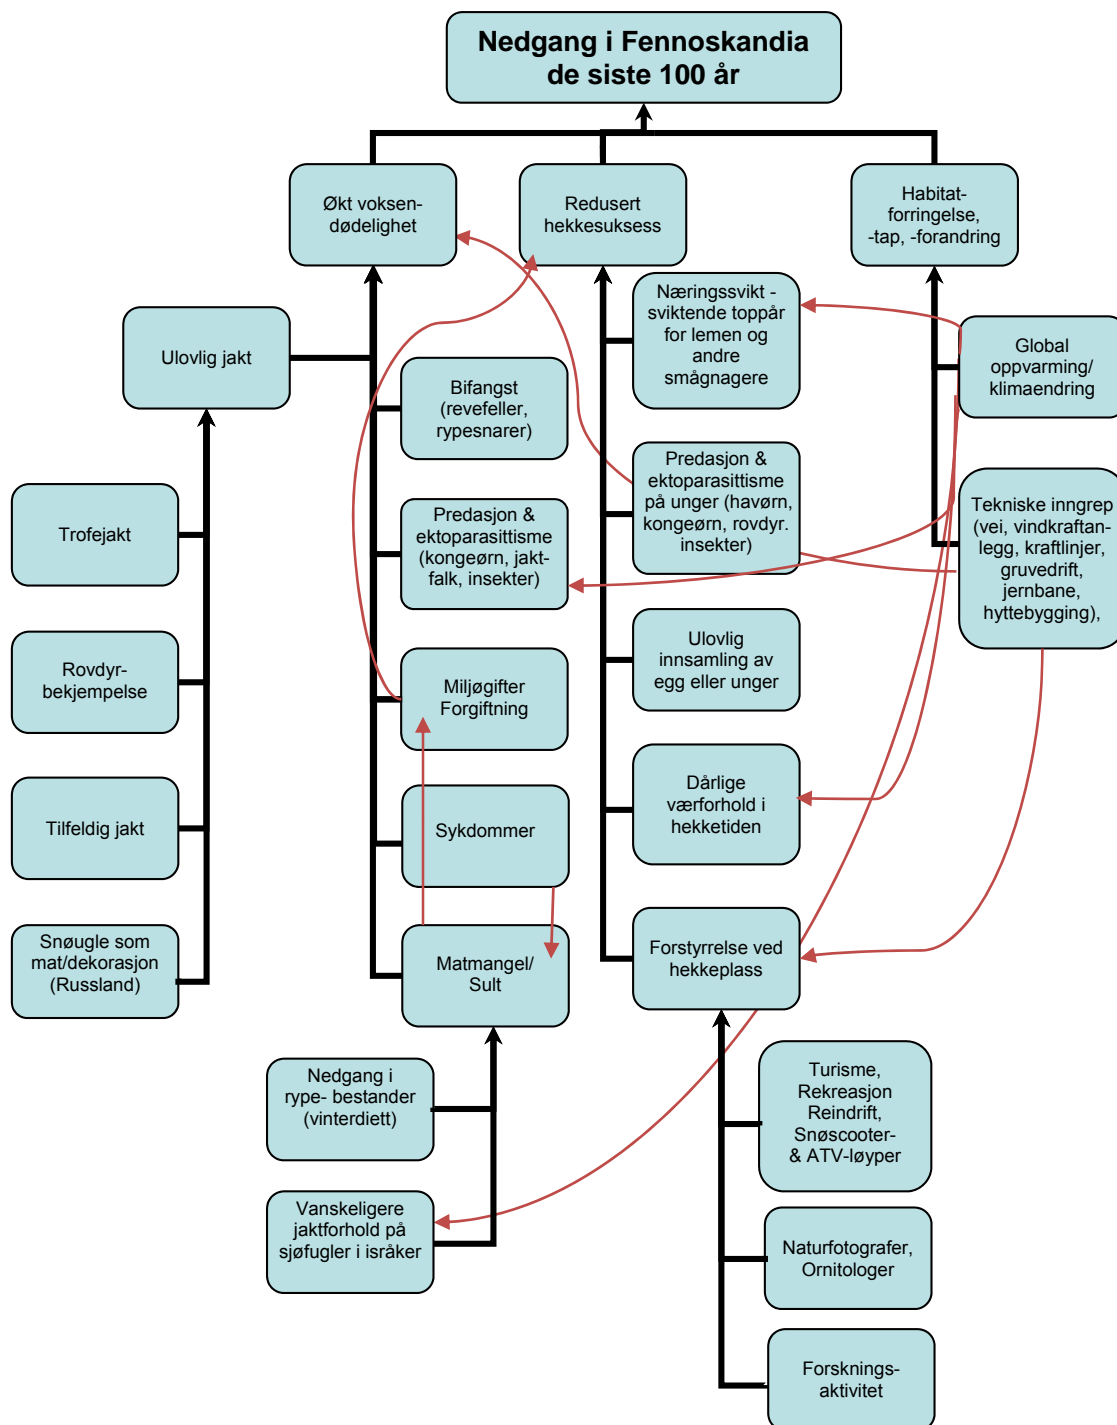 Nedgang i Fennoskandia
de siste 100 år
Økt voksen-
dødelighet
Redusert
hekkesuksess
Habitat-
forringelse,
-tap, -forandring
Ulovlig jakt
Næringssvikt -
sviktende toppår
for lemen og
andre
smågnagere
Global
oppvarming/
klimaendring
Bifangst
(revefeller,
rypesnarer)
Trofejakt
Predasjon &
ektoparasittisme
(kongeørn, jakt-
falk, insekter)
Predasjon &
ektoparasittisme
på unger (havørn,
kongeørn, rovdyr.
insekter)
Tekniske inngrep
(vei, vindkraftan-
legg, kraftlinjer,
gruvedrift,
jernbane,
hyttebygging),
Rovdyr-
bekjempelse
Miljøgifter
Forgiftning
Ulovlig
innsamling av
egg eller unger
Tilfeldig jakt
Sykdommer
Dårlige
værforhold i
hekketiden
Snøugle som
mat/dekorasjon
(Russland)
Matmangel/
Sult
Forstyrrelse ved
hekkeplass
Nedgang i
rype- bestander
(vinterdiett)
Turisme,
Rekreasjon
Reindrift,
Snøscooter-
& ATV-løyper
Vanskeligere
jaktforhold på
sjøfugler i isråker
Naturfotografer,
Ornitologer
Forsknings-
aktivitet